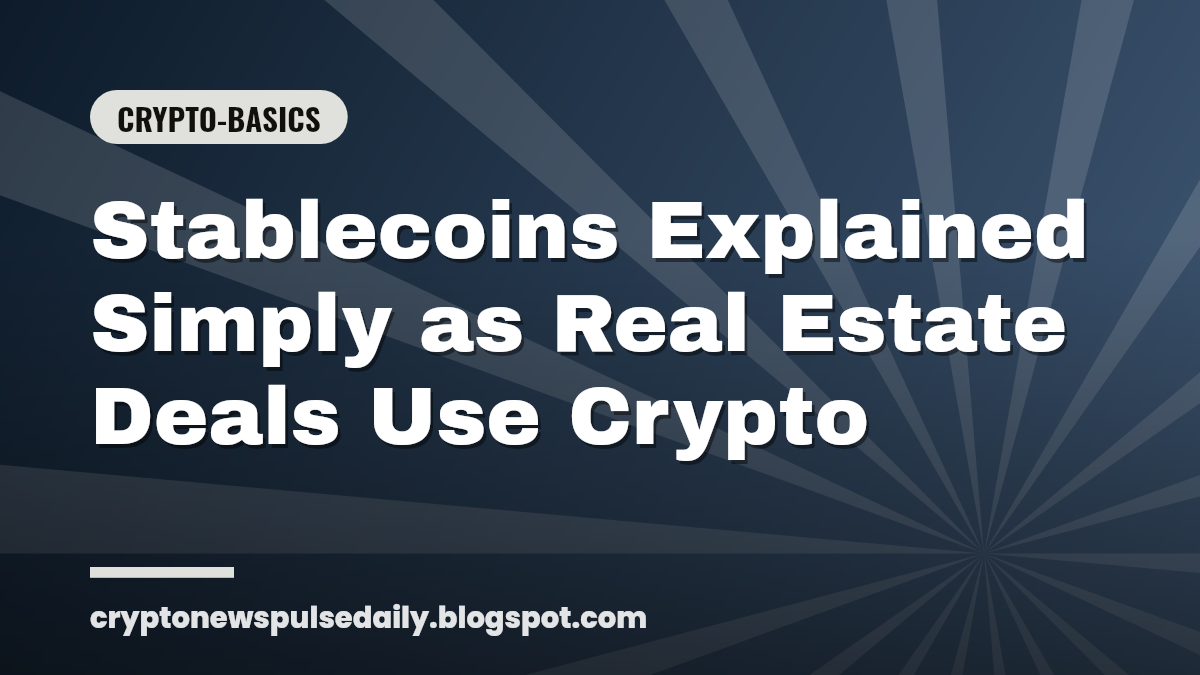 CRYPTO-BASICS
Stablecoins Explained
Simply as Real Estate
Deals Use Crypto
cryptonewspulsedaily.blogspot.com